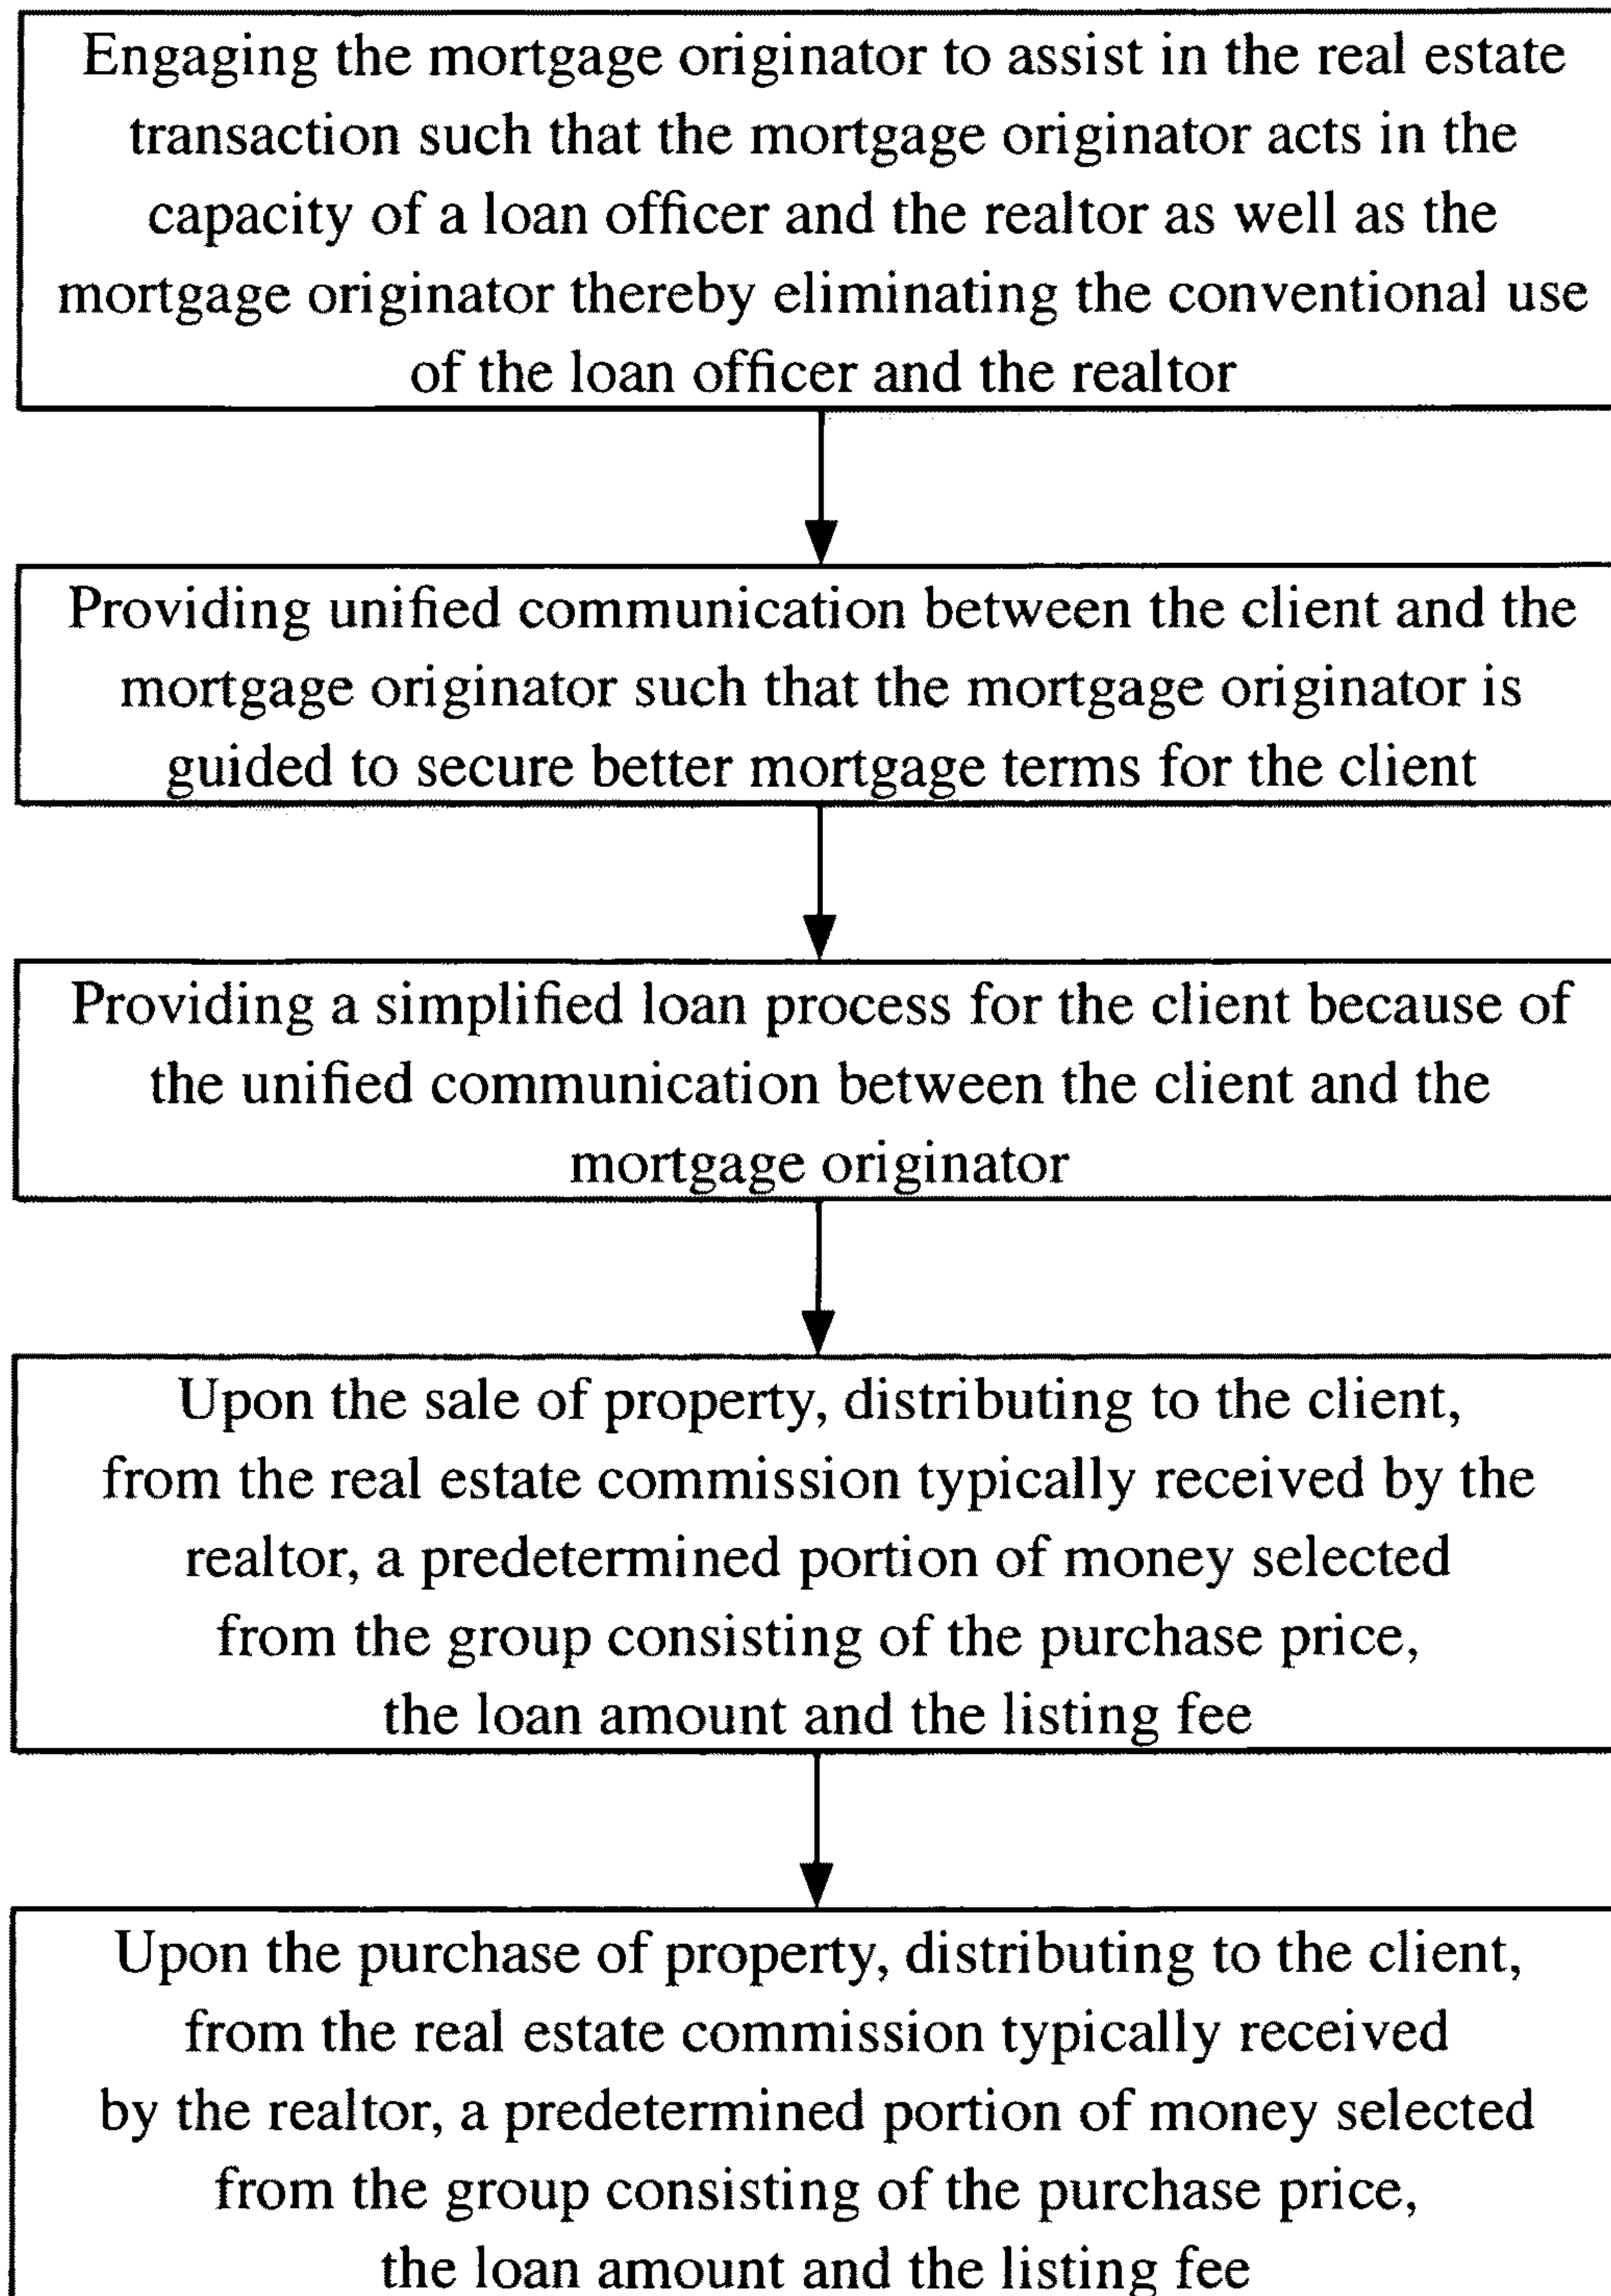 Engaging the mortgage originator to assist in the real estate
transaction such that the mortgage originator acts in the
capacity of a loan officer and the realtor as well as the
mortgage originator thereby eliminating the conventional use
of the loan officer and the realtor
Providing unified communication between the client and the
mortgage originator such that the mortgage originator is
guided to secure better mortgage terms for the client
Providing a simplified loan process for the client because of
the unified communication between the client and the
mortgage originator
Upon the sale of property, distributing to the client,
from the real estate commission typically received by the
realtor, a predetermined portion of money selected
from the group consisting of the purchase price,
the loan amount and the listing fee
Upon the purchase of property, distributing to the client,
from the real estate commission typically received
by the realtor, a predetermined portion of money selected
from the group consisting of the purchase price,
the loan amount and the listing fee